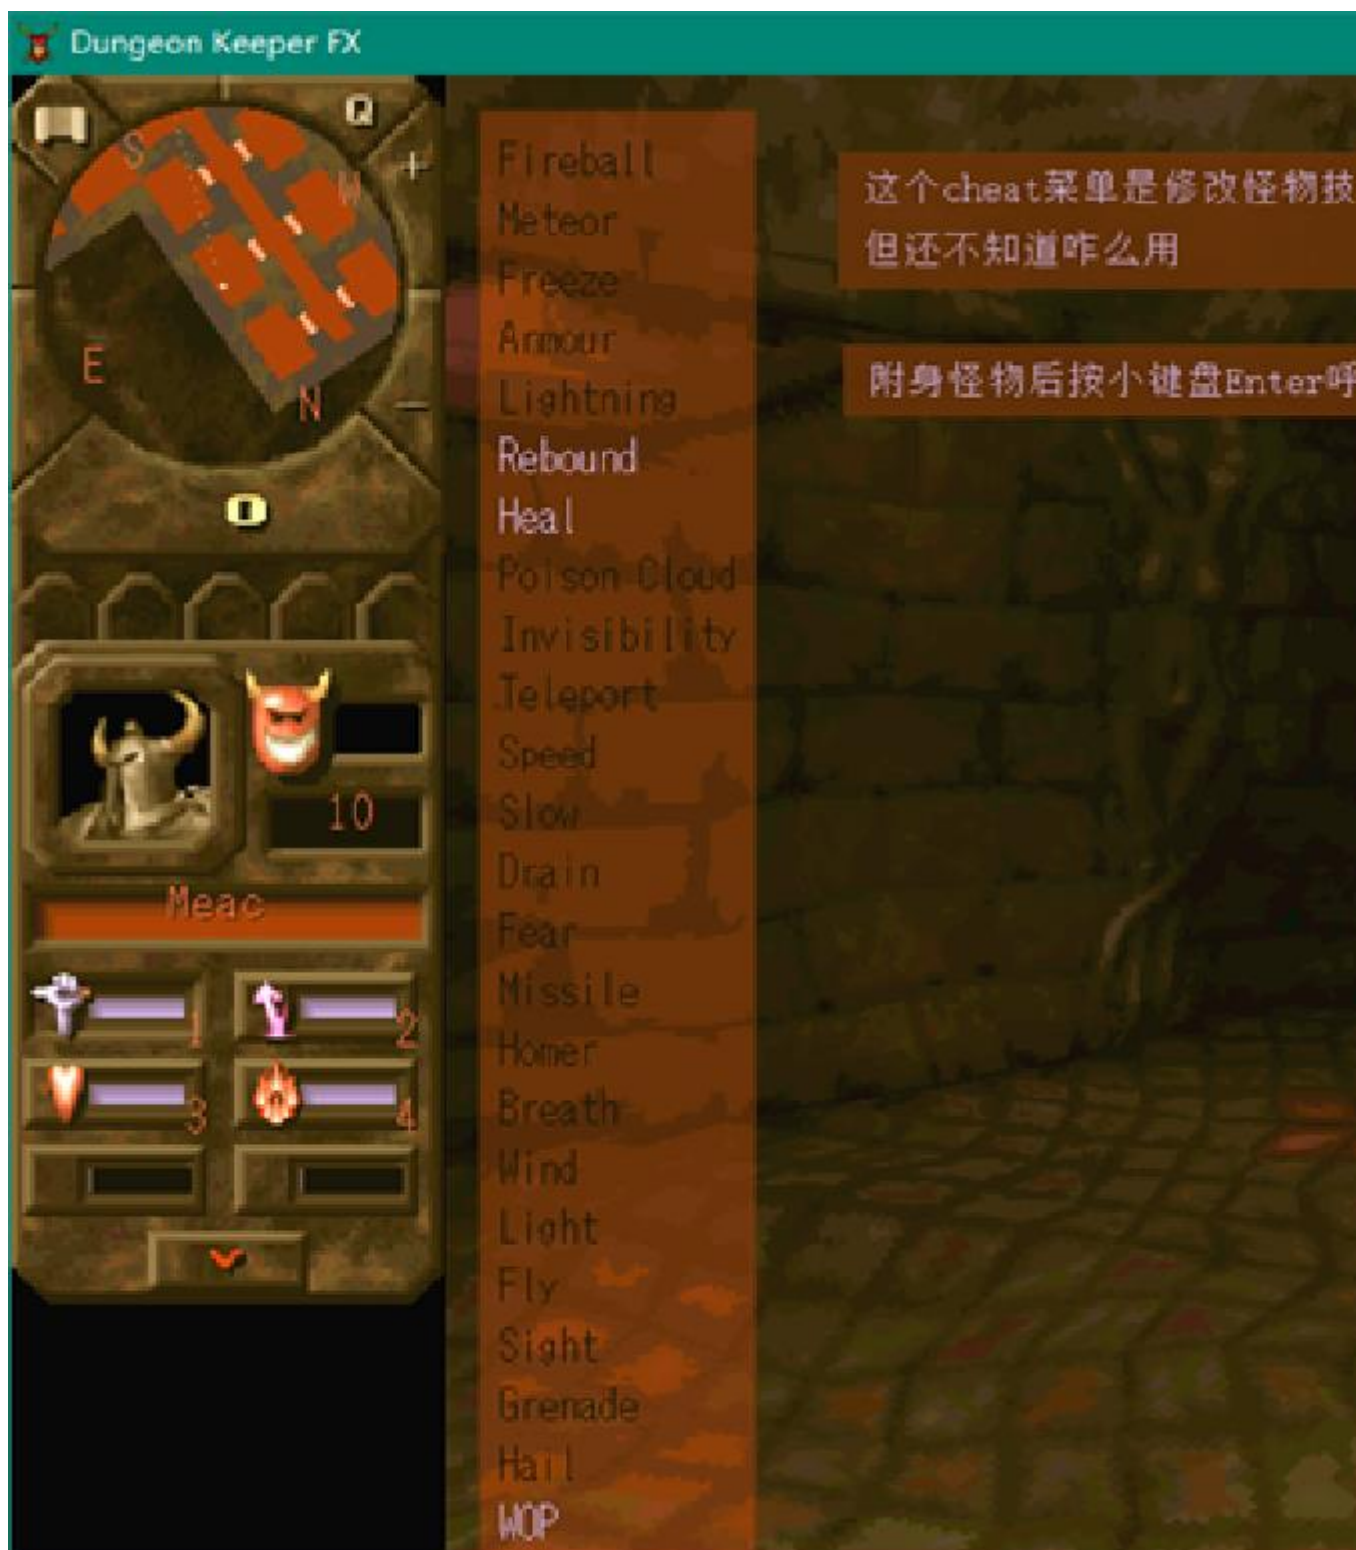 Dungeon Keeper FX
Q
S
W
+
E
N
-
10
Meac
1
2
3
4
Fireball
Meteor
Freeze
Armour
Lightning
Rebound
Heal
Poison Cloud
Invisibility
Teleport
Speed
Slow
Drain
Fear
Missile
Homer
Breath
Wind
Light
Fly
Sight
Grenade
Hail
WOP
这个cheat菜单是修改怪物技
但还不知道咋么用
附身怪物后按小键盘Enter呼